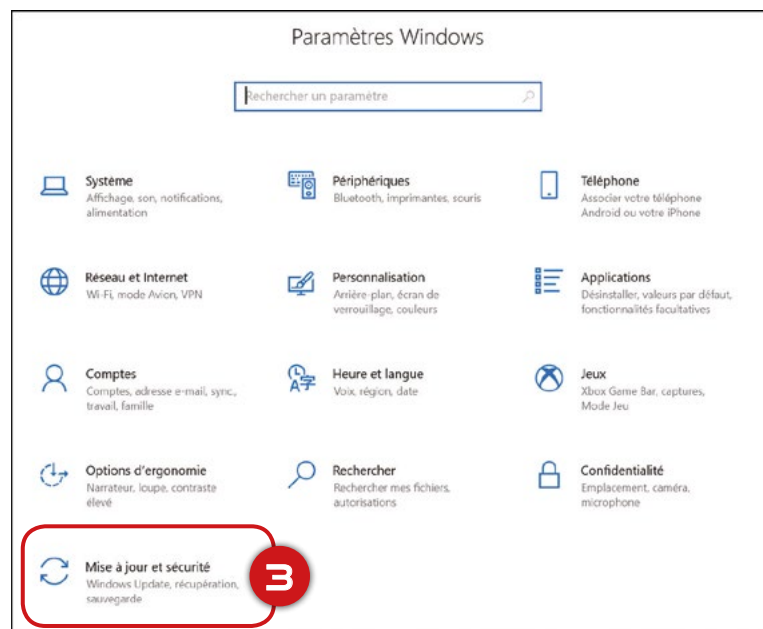 Paramètres Windows
Rechercher un paramètre
Système
Affichage, son, notifications,
alimentation
Périphériques
Bluetooth, imprimantes, souris
Téléphone
Associer votre téléphone
Android ou votre iPhone
Réseau et Internet
Wi-Fi, mode Avion, VPN
Personnalisation
Arrière-plan, écran de
verrouillage, couleurs
Applications
Désinstaller, valeurs par défaut,
fonctionnalités facultatives
Comptes
Comptes, adresse e-mail, sync.,
travail, famille
Heure et langue
Voix, région, date
Jeux
Xbox Game Bar, captures,
Mode Jeu
Options d'ergonomie
Narrateur, loupe, contraste
élevé
Rechercher
Rechercher mes fichiers,
autorisations
Confidentialité
Emplacement, caméra,
microphone
Mise à jour et sécurité
Windows Update, récupération,
sauvegarde
3